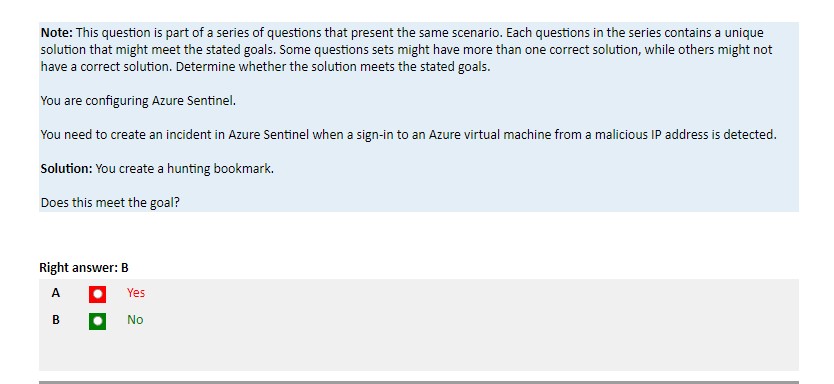 Note: This question is part of a series of questions that present the same scenario. Each questions in the series contains a unique
solution that might meet the stated goals. Some questions sets might have more than one correct solution, while others might not
have a correct solution. Determine whether the solution meets the stated goals.
You are configuring Azure Sentinel.
You need to create an incident in Azure Sentinel when a sign-in to an Azure virtual machine from a malicious IP address is detected.
Solution: You create a hunting bookmark.
Does this meet the goal?
Right answer: B
A Yes
B No